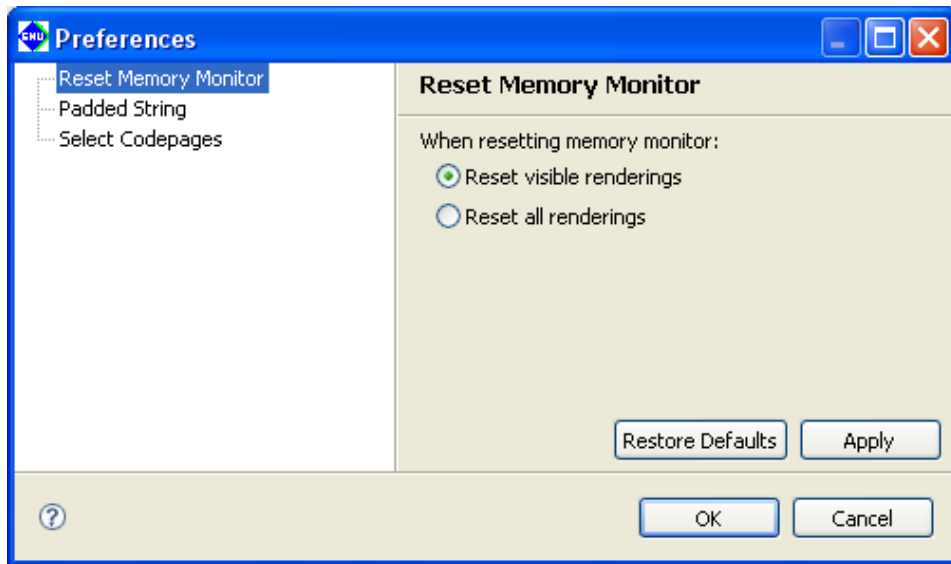 GNU Preferences
Reset Memory Monitor
Padded String
Select Codepages
Reset Memory Monitor
When resetting memory monitor:
Reset visible renderings
Reset all renderings
Restore Defaults Apply
? OK Cancel